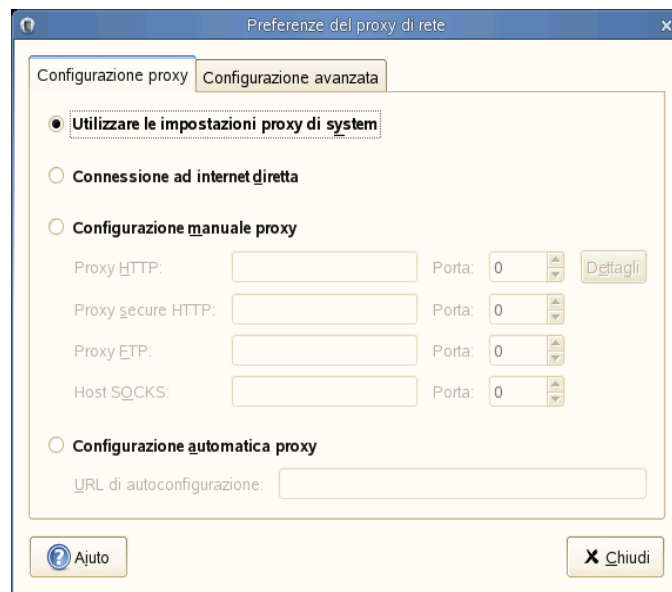 Preferenze del proxy di rete
Configurazione proxy
Configurazione avanzata
Utilizzare le impostazioni proxy di system
Connessione ad internet diretta
Configurazione manuale proxy
Proxy HTTP: Porta: 0 Dettagli
Proxy secure HTTP: Porta: 0
Proxy FTP: Porta: 0
Host SOCKS: Porta: 0
Configurazione automatica proxy
URL di autoconfigurazione:
Aiuto
Chiudi